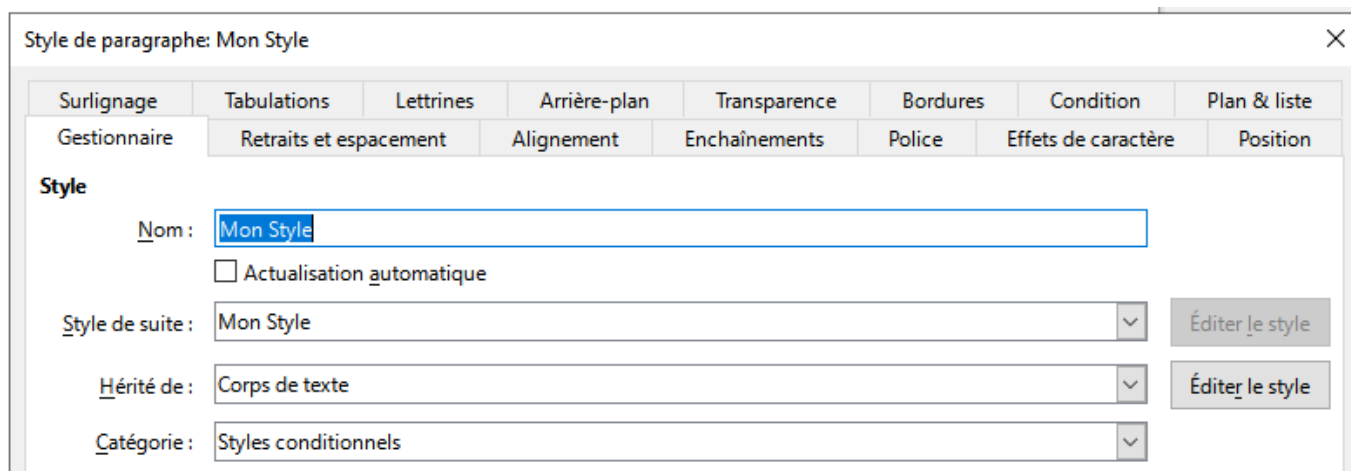 Style de paragraphe: Mon Style
Surlignage Tabulations Lettrines Arrière-plan Transparence Bordures Condition Plan & liste
Gestionnaire Retraits et espacement Alignement Enchaînements Police Effets de caractère Position
Style
Nom : Mon Style
Actualisation automatique
Style de suite : Mon Style Éditer le style
Hérité de : Corps de texte Éditer le style
Catégorie : Styles conditionnels